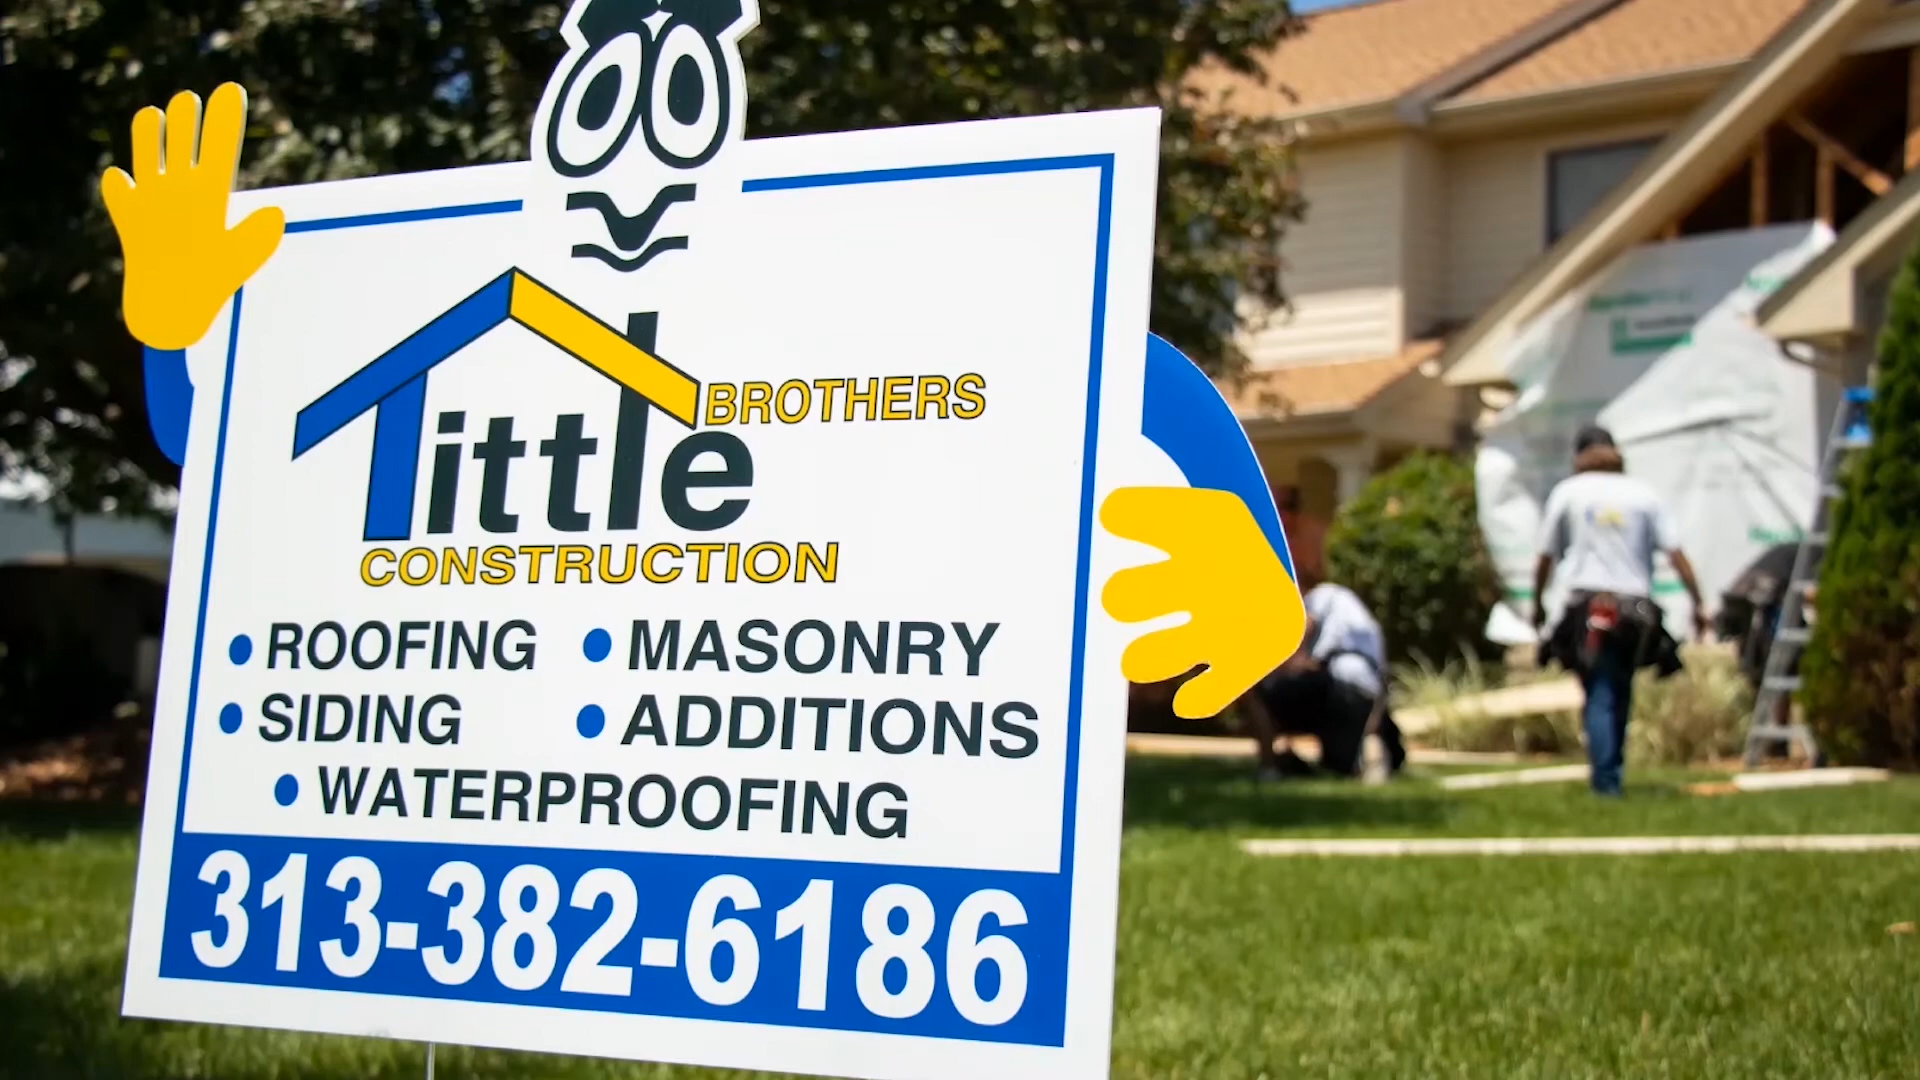 Tittle BROTHERS
CONSTRUCTION
• ROOFING • MASONRY
• SIDING • ADDITIONS
• WATERPROOFING
313-382-6186